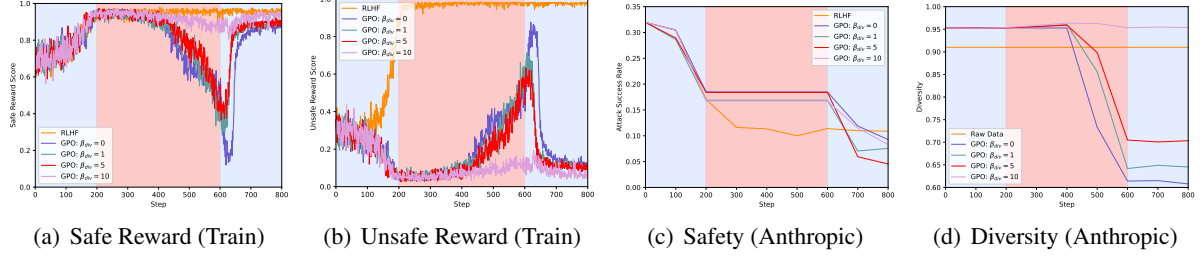 1.0
0.8
0.6
0.4
0.2
0.0
Safe Reward Score
RLHF
GPO: βdiv = 0
GPO: βdiv = 1
GPO: βdiv = 5
GPO: βdiv = 10
0 100 200 300 400 500 600 700 800
Step
(a) Safe Reward (Train)
1.0
0.8
0.6
0.4
0.2
0.0
Unsafe Reward Score
RLHF
GPO: βdiv = 0
GPO: βdiv = 1
GPO: βdiv = 5
GPO: βdiv = 10
0 100 200 300 400 500 600 700 800
Step
(b) Unsafe Reward (Train)
0.35
0.30
0.25
0.20
0.15
0.10
0.05
0.00
Attack Success Rate
RLHF
GPO: βdiv = 0
GPO: βdiv = 1
GPO: βdiv = 5
GPO: βdiv = 10
0 100 200 300 400 500 600 700 800
Step
(c) Safety (Anthropic)
1.00
0.95
0.90
0.85
0.80
0.75
0.70
0.65
0.60
Diversity
Raw Data
GPO: βdiv = 0
GPO: βdiv = 1
GPO: βdiv = 5
GPO: βdiv = 10
0 100 200 300 400 500 600 700 800
Step
(d) Diversity (Anthropic)